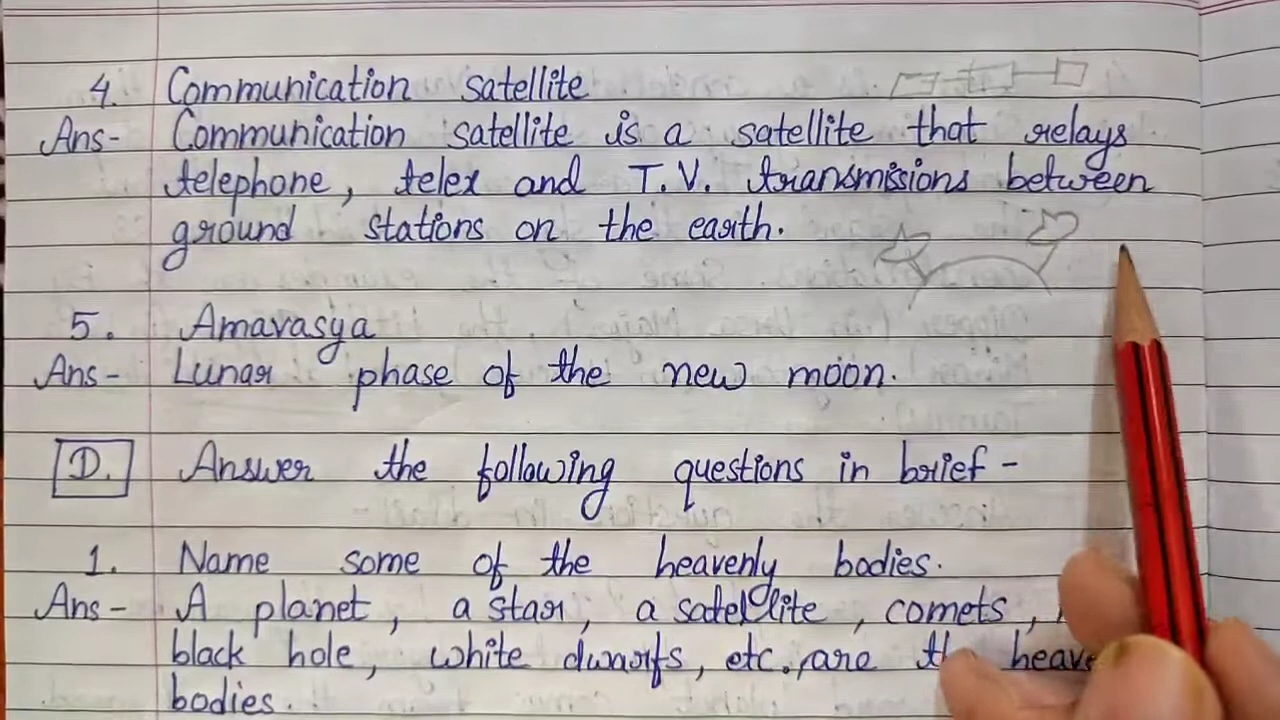 4. Communication satellite
Ans- Communication satellite is a satellite that relays
telephone, telex and T.V. transmissions between
ground stations on the earth.
5. Amavasya
Ans- Lunar phase of the new moon.
D. Answer the following questions in brief -
1. Name some of the heavenly bodies.
Ans- A planet, a star, a satellite, comets,
black hole, white dwarfs, etc., are
bodies.